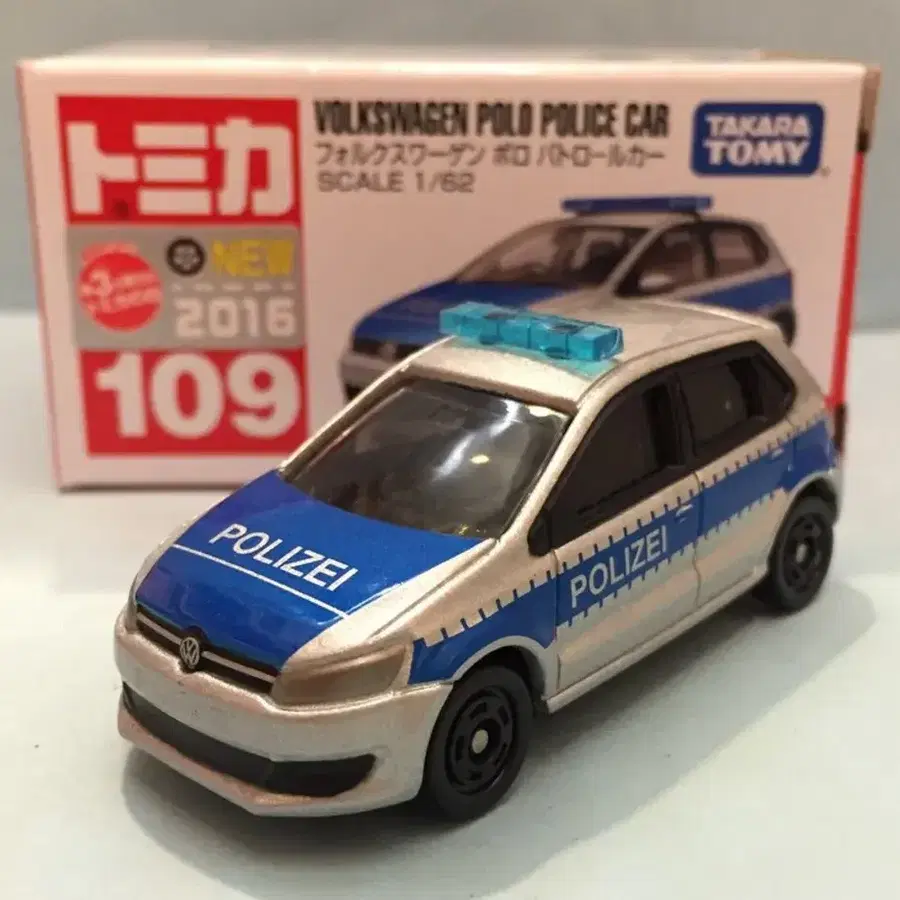 トミカ
NEW
2016
109
VOLKSWAGEN POLO POLICE CAR
フォルクスワーゲン ポロ パトロールカー
SCALE 1/62
TAKARA
TOMY
POLIZEI
POLIZEI